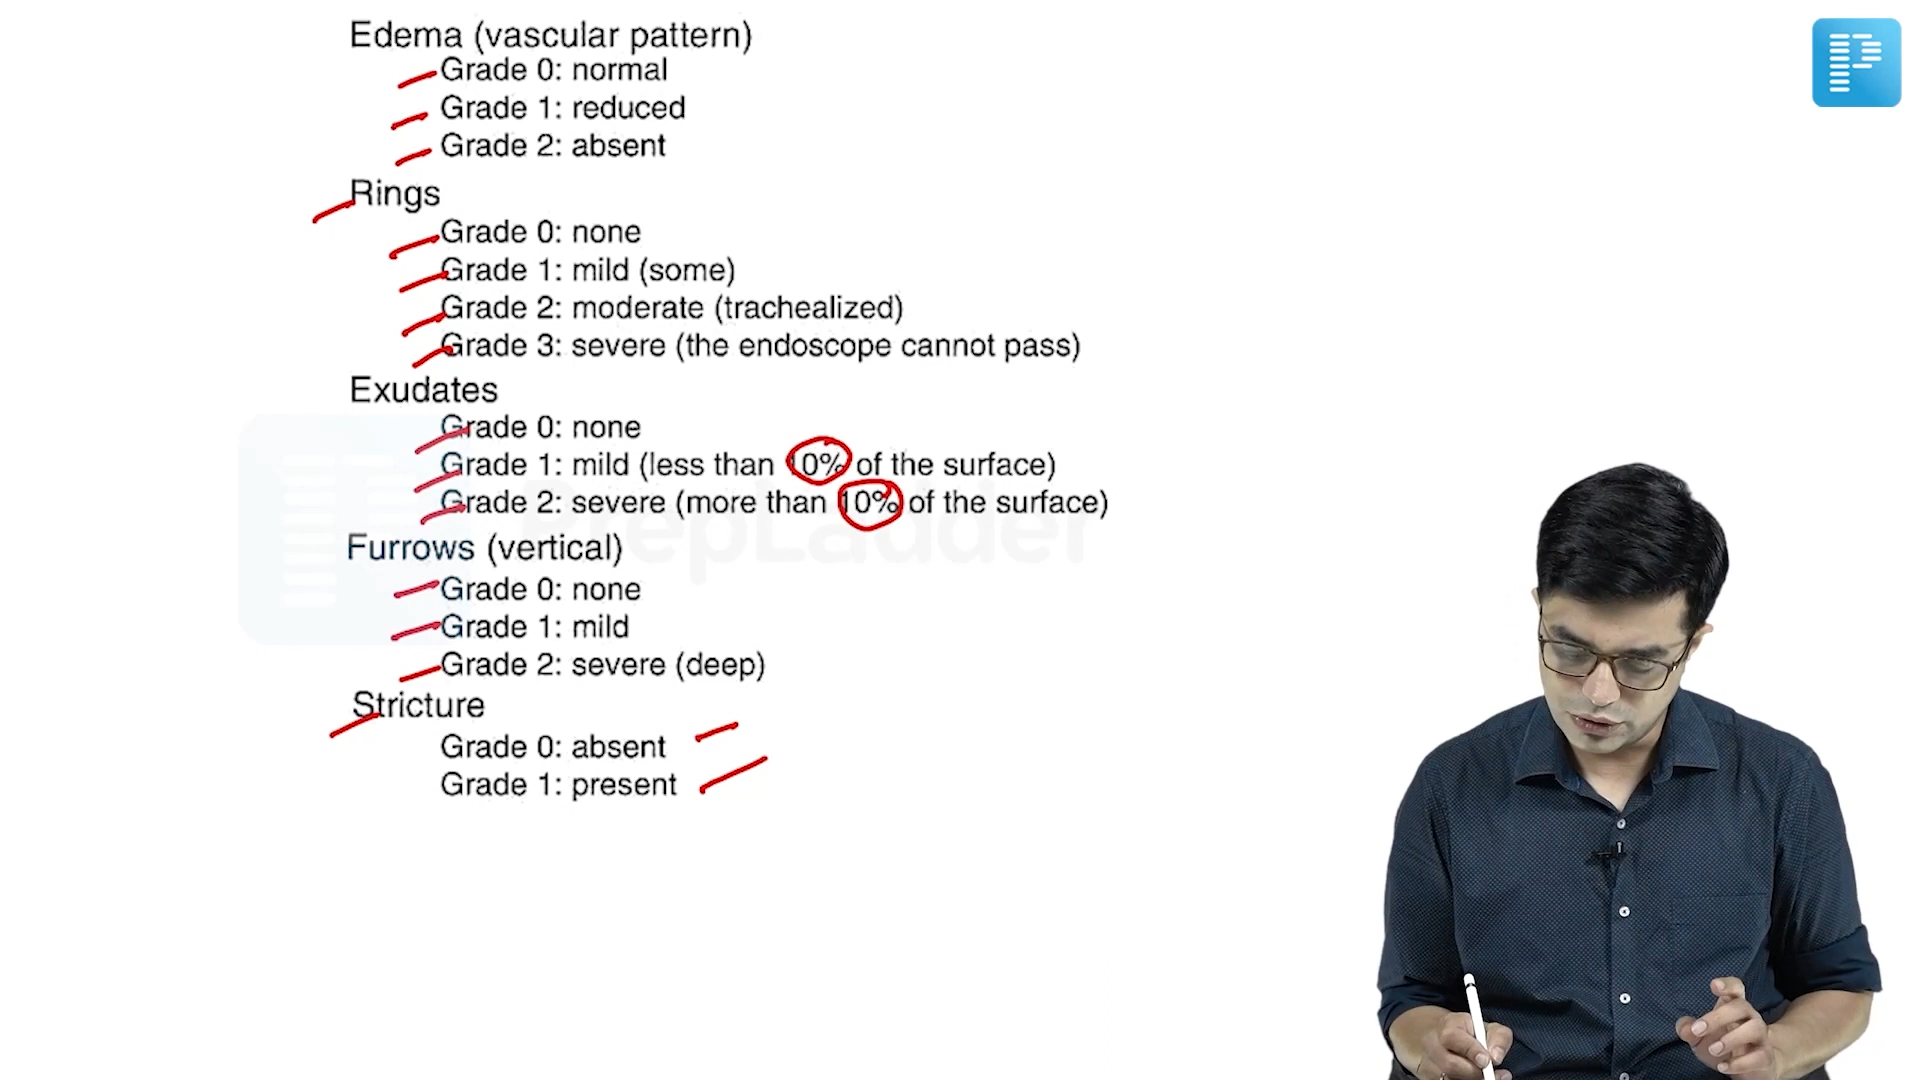 Edema (vascular pattern)
Grade 0: normal
Grade 1: reduced
Grade 2: absent
Rings
Grade 0: none
Grade 1: mild (some)
Grade 2: moderate (trachealized)
Grade 3: severe (the endoscope cannot pass)
Exudates
Grade 0: none
Grade 1: mild (less than 10% of the surface)
Grade 2: severe (more than 10% of the surface)
PrepLadder
Furrows (vertical)
Grade 0: none
Grade 1: mild
Grade 2: severe (deep)
Stricture
Grade 0: absent
Grade 1: present